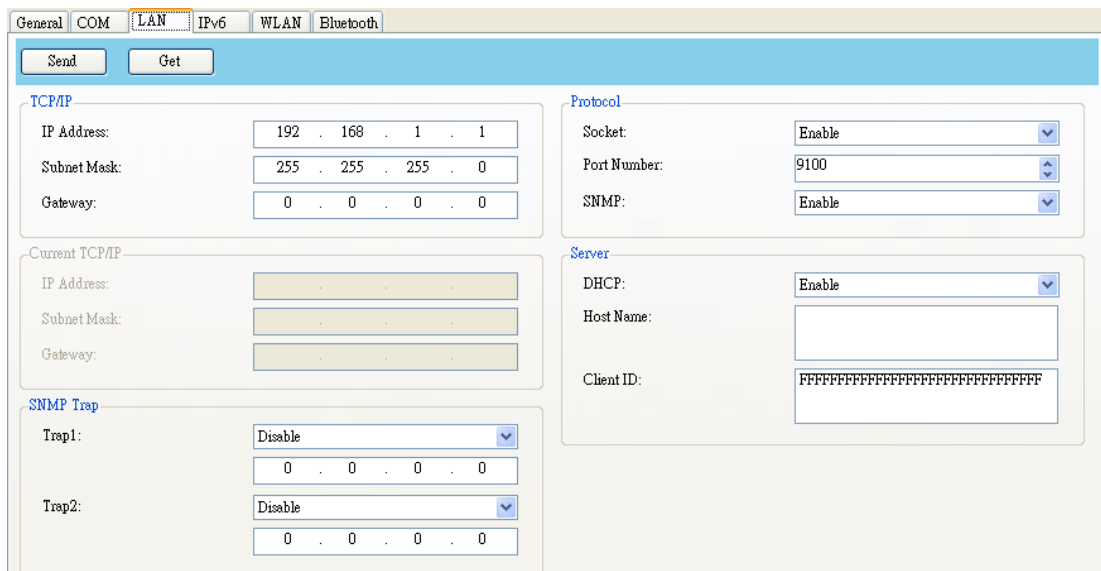 General COM LAN IPv6 WLAN Bluetooth
Send Get
TCP/IP
IP Address: 192 . 168 . 1 . 1
Subnet Mask: 255 . 255 . 255 . 0
Gateway: 0 . 0 . 0 . 0
Current TCP/IP
IP Address: . . .
Subnet Mask: . . .
Gateway: . . .
SNMP Trap
Trap1: Disable
0 . 0 . 0 . 0
Trap2: Disable
0 . 0 . 0 . 0
Protocol
Socket: Enable
Port Number: 9100
SNMP: Enable
Server
DHCP: Enable
Host Name:
Client ID: FFFFFFFFFFFFFFFFFFFFFFFFFFFFFFFF